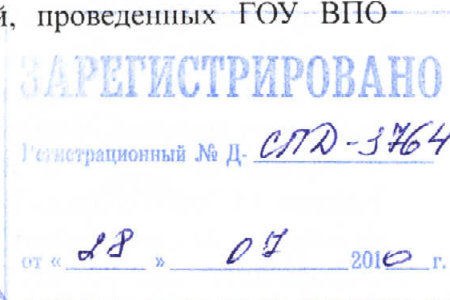 й, проведенных ГОУ ВПО
ЗАРЕГИСТРИРОВАНО
Регистрационный № Д- СПД-3764
от « 28 » 07 2010 г.